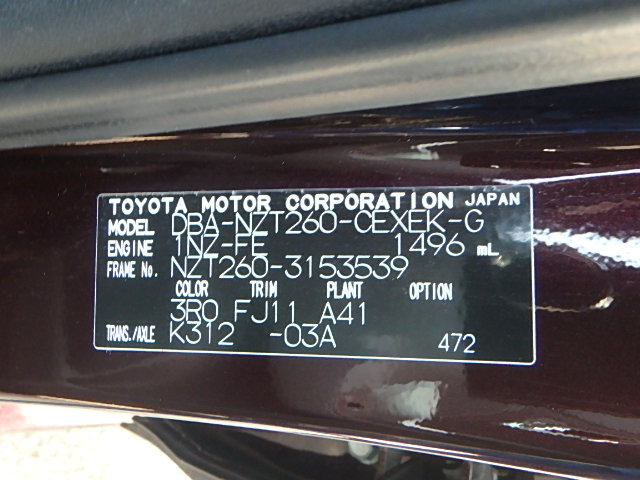 TOYOTA MOTOR CORPORATION JAPAN
MODEL DBA-NZT260-CEXEK-G
ENGINE 1NZ-FE 1496 mL
FRAME No. NZT260-3153539
COLOR TRIM PLANT OPTION
3R0 FJ11 A41
TRANS./AXLE K312 -03A 472